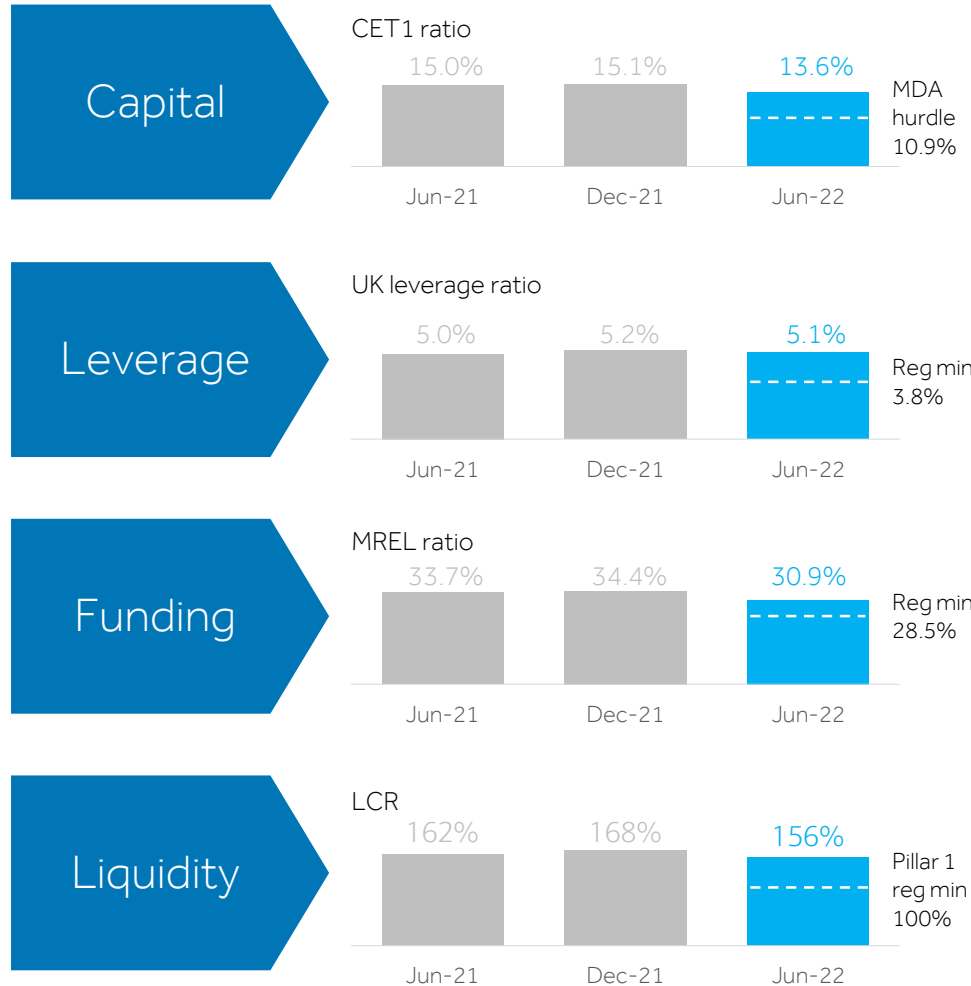 Capital
CET1 ratio
15.0%
15.1%
13.6%
MDA
hurdle
10.9%
Jun-21
Dec-21
Jun-22
Leverage
UK leverage ratio
5.0%
5.2%
5.1%
Reg min
3.8%
Jun-21
Dec-21
Jun-22
Funding
MREL ratio
33.7%
34.4%
30.9%
Reg min
28.5%
Jun-21
Dec-21
Jun-22
Liquidity
LCR
162%
168%
156%
Pillar 1
reg min
100%
Jun-21
Dec-21
Jun-22